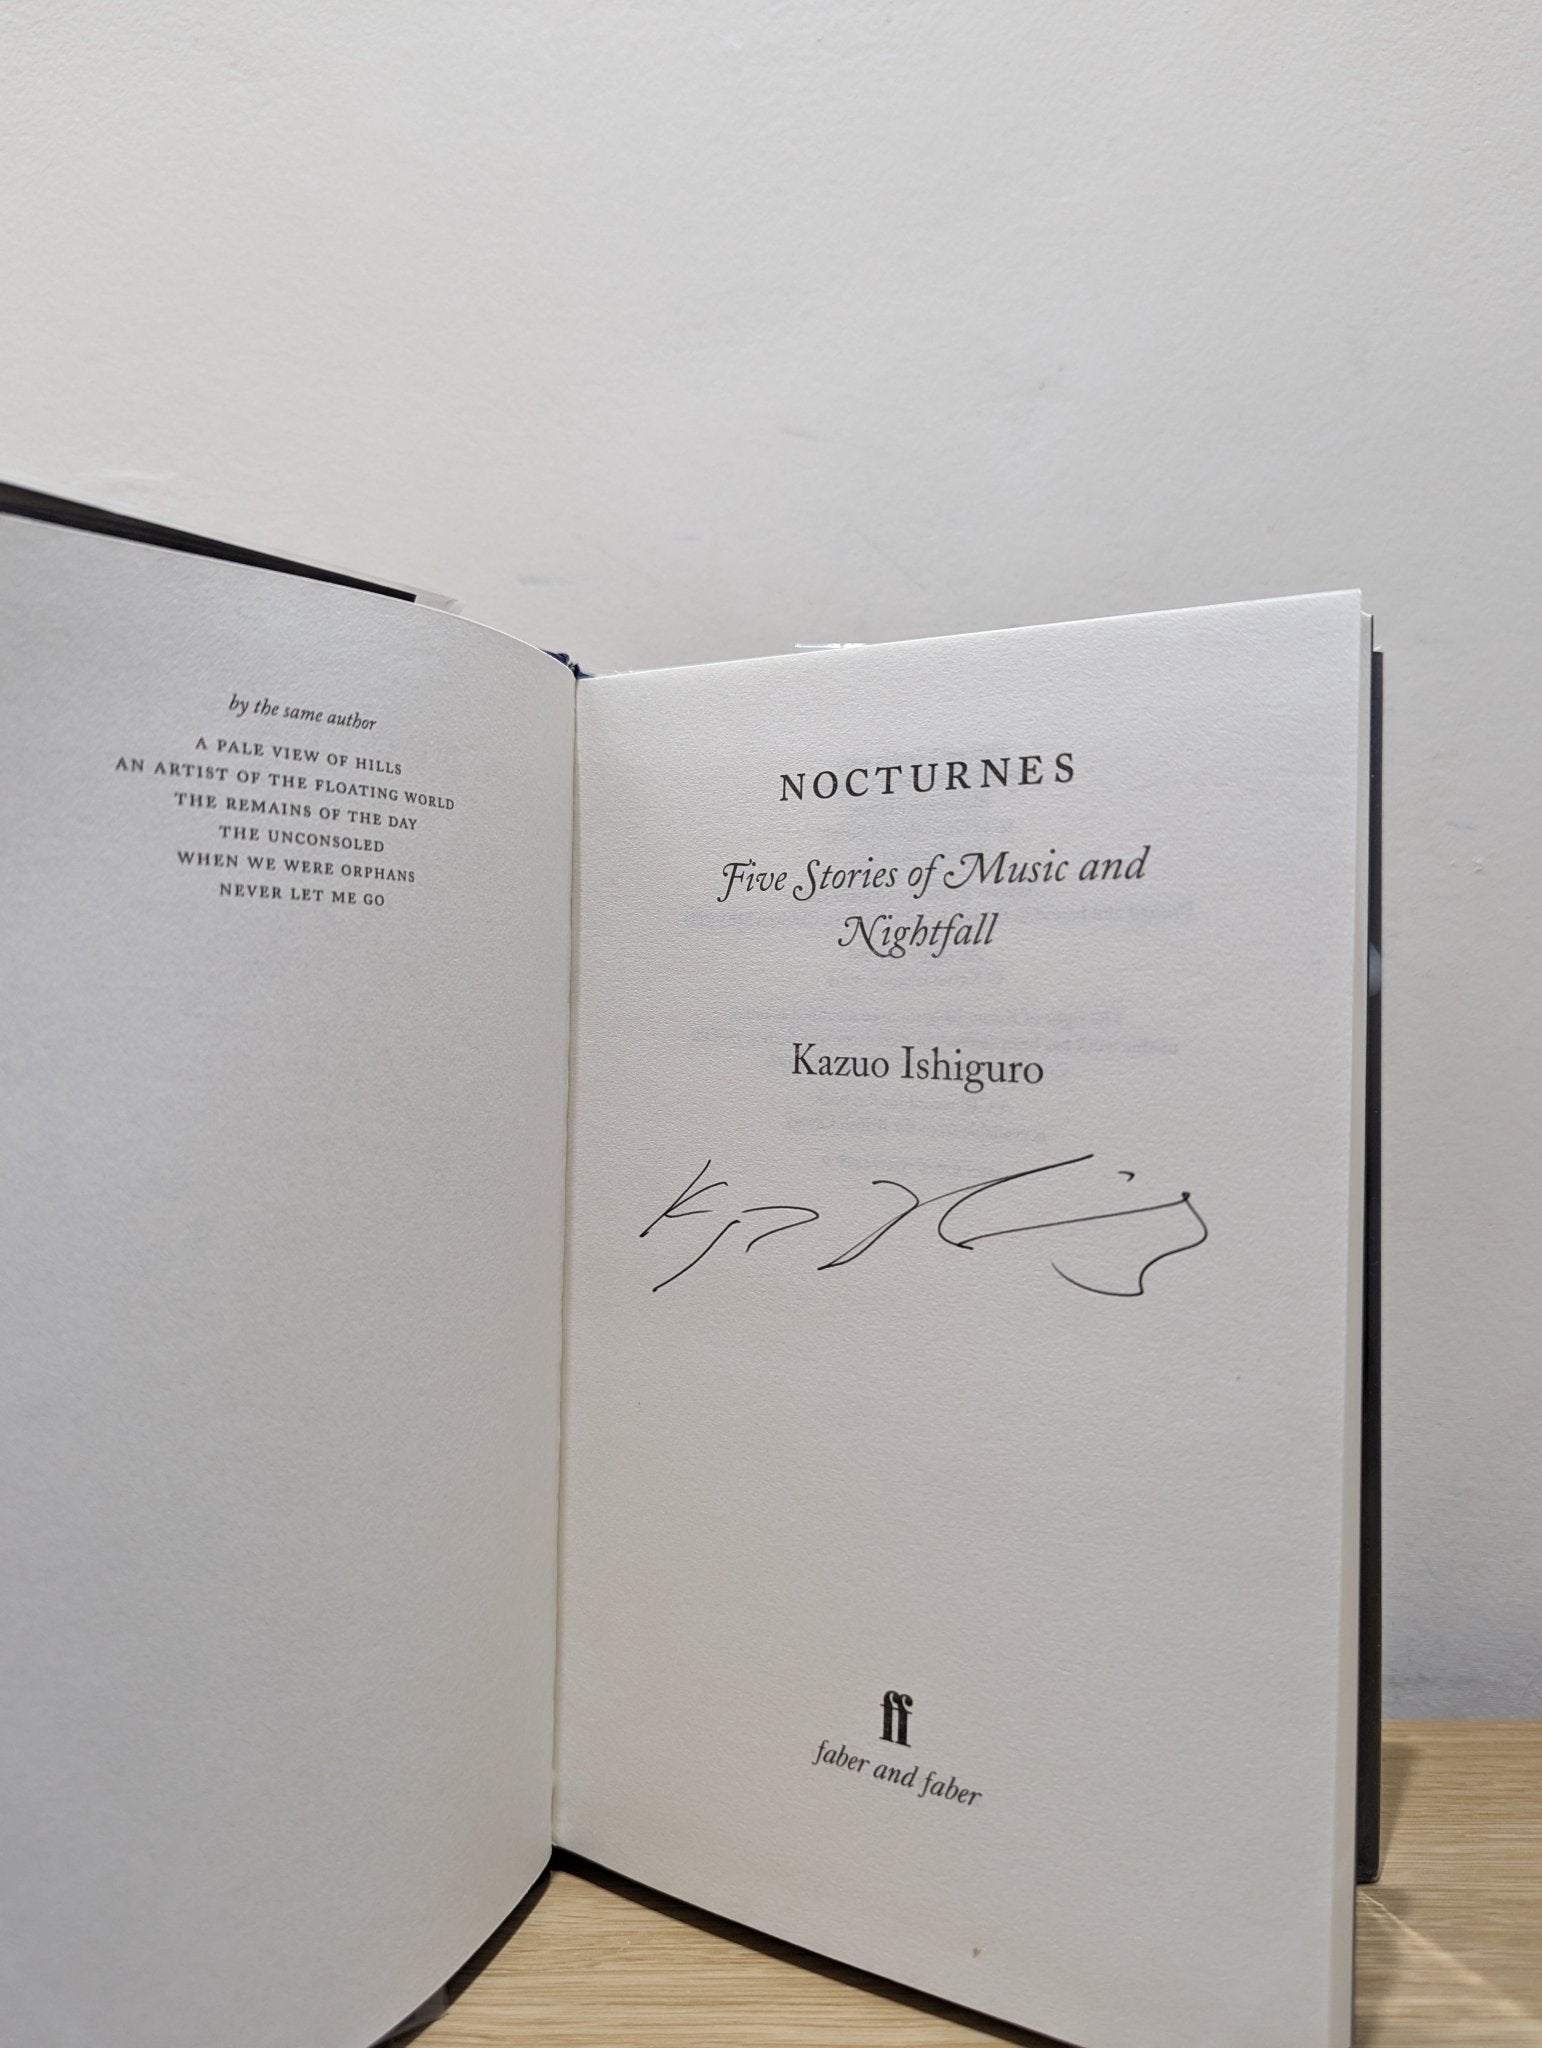 by the same author
A PALE VIEW OF HILLS
AN ARTIST OF THE FLOATING WORLD
THE REMAINS OF THE DAY
THE UNCONSOLED
WHEN WE WERE ORPHANS
NEVER LET ME GO
NOCTURNES
Five Stories of Music and
Nightfall
Kazuo Ishiguro
ff
faber and faber